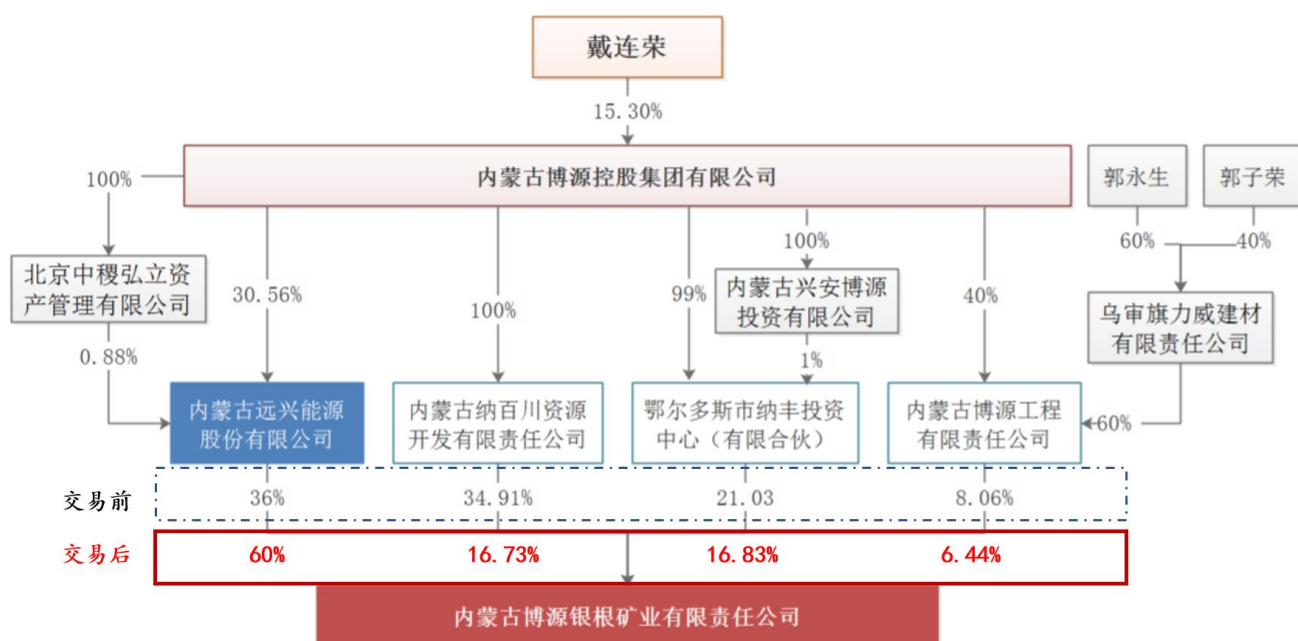 戴连荣
15.30%
内蒙古博源控股集团有限公司
郭永生
郭子荣
100%
60%
40%
100%
北京中稷弘立资
产管理有限公司
30.56%
100%
99%
内蒙古兴安博源
投资有限公司
40%
乌审旗力威建材
有限责任公司
0.88%
1%
内蒙古远兴能源
股份有限公司
内蒙古纳百川资源
开发有限责任公司
鄂尔多斯市纳丰投资
中心（有限合伙）
内蒙古博源工程
有限责任公司
60%
交易前
36%
34.91%
21.03
8.06%
交易后
60%
16.73%
16.83%
6.44%
内蒙古博源银根矿业有限责任公司